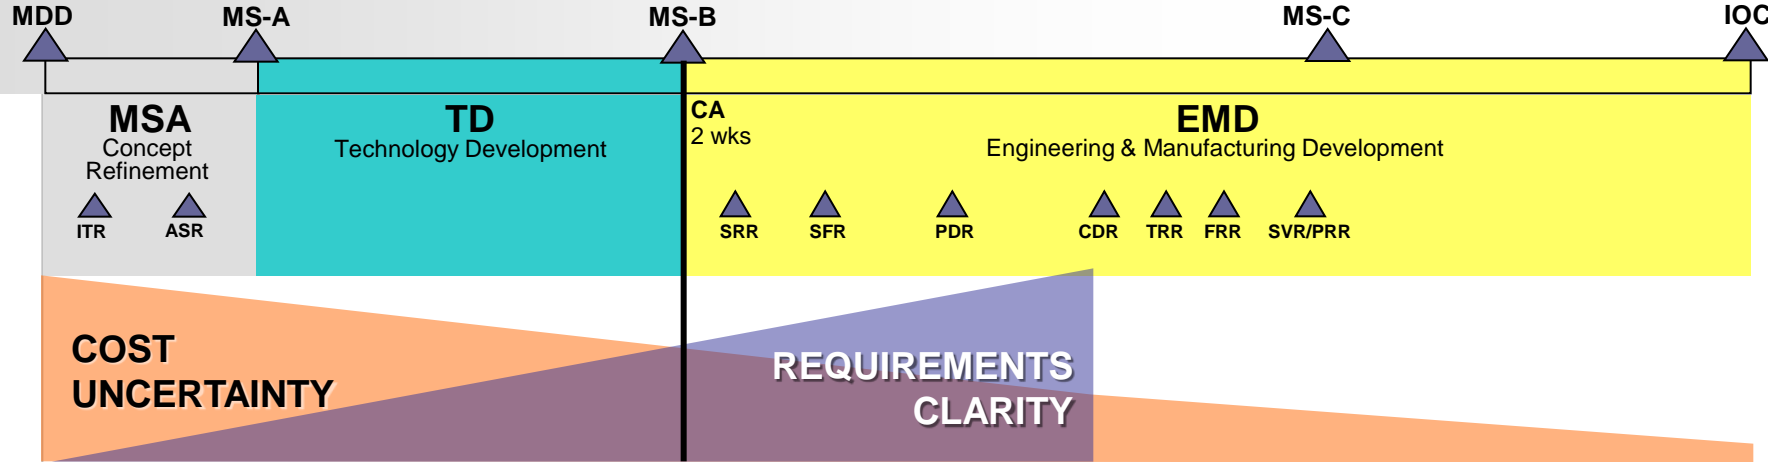 MDD
MS-A
MS-B
MS-C
IOC
MSA
Concept
Refinement
TD
Technology Development
CA
2 wks
EMD
Engineering & Manufacturing Development
ITR
ASR
SRR
SFR
PDR
CDR
TRR
FRR
SVR/PRR
COST
UNCERTAINTY
REQUIREMENTS
CLARITY